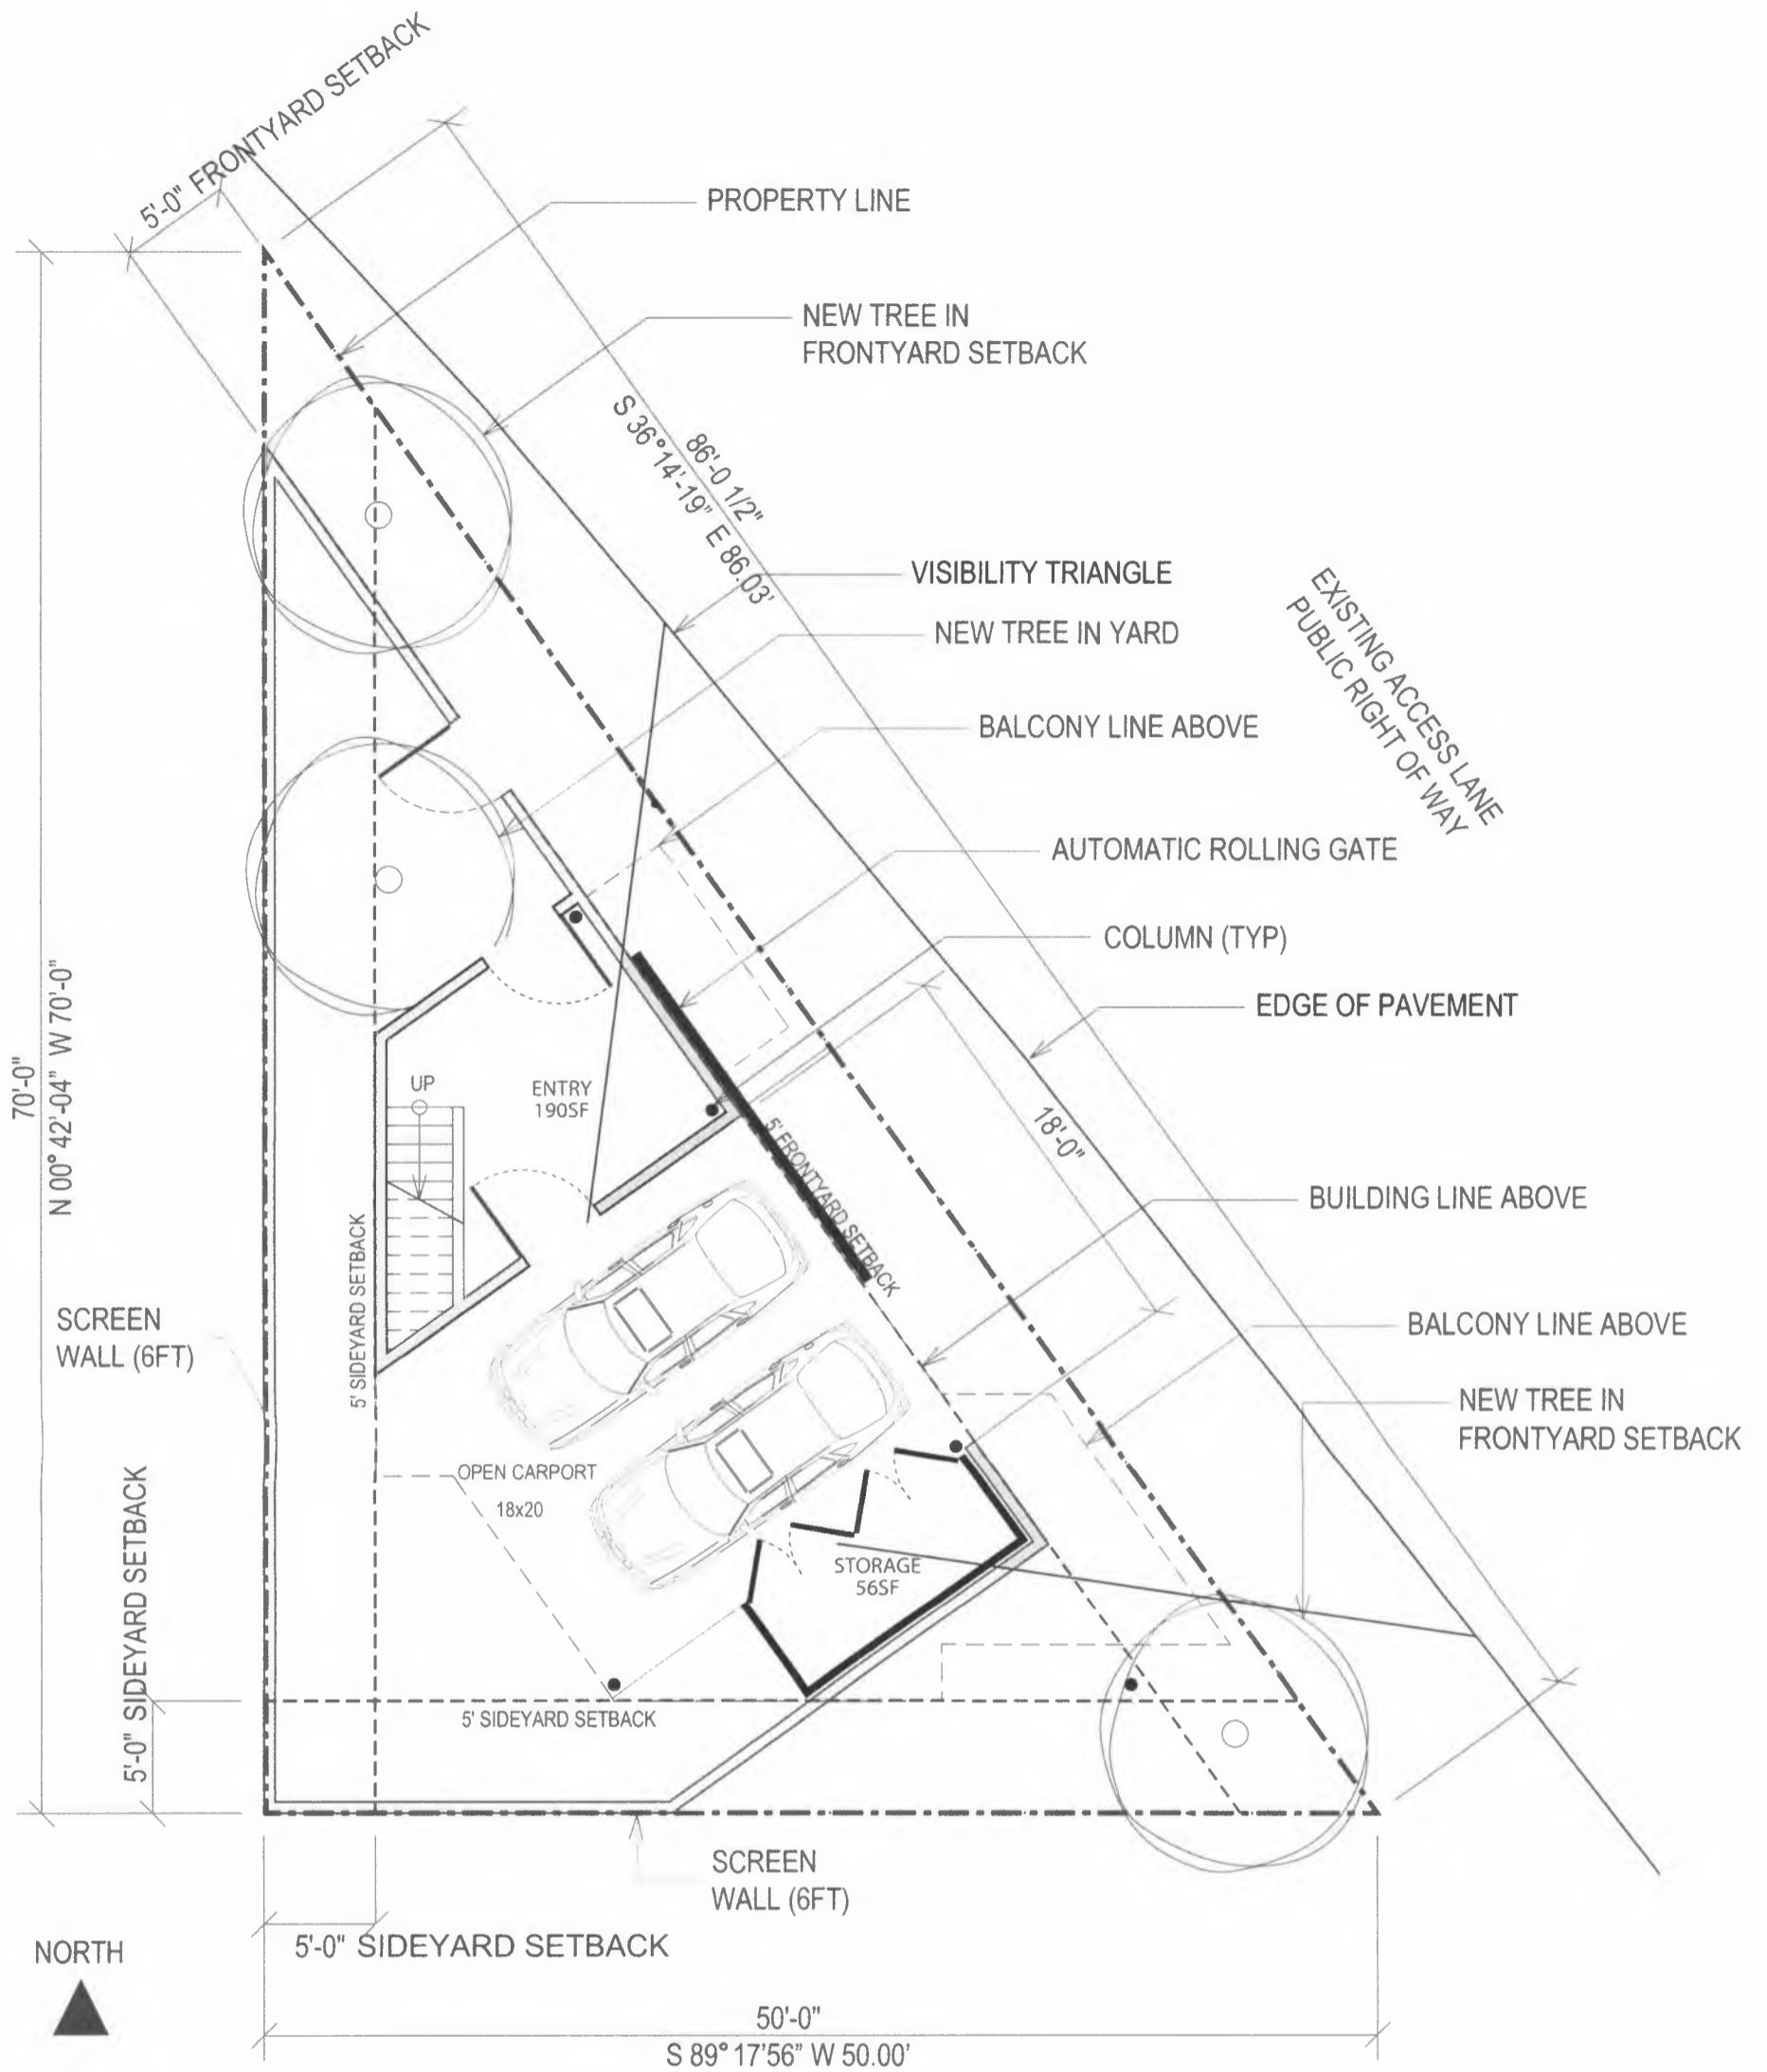 5'-0" FRONTYARD SETBACK
PROPERTY LINE
NEW TREE IN
FRONTYARD SETBACK
86'-0 1/2"
S 36°14'-19" E 86.03'
VISIBILITY TRIANGLE
NEW TREE IN YARD
EXISTING ACCESS LANE
PUBLIC RIGHT OF WAY
BALCONY LINE ABOVE
AUTOMATIC ROLLING GATE
COLUMN (TYP)
EDGE OF PAVEMENT
70'-0"
N 00° 42'-04" W 70'-0"
UP
ENTRY
190SF
5' FRONTYARD SETBACK
18'-0"
BUILDING LINE ABOVE
5' SIDEYARD SETBACK
SCREEN
WALL (6FT)
BALCONY LINE ABOVE
NEW TREE IN
FRONTYARD SETBACK
OPEN CARPORT
18x20
STORAGE
56SF
5'-0" SIDEYARD SETBACK
5' SIDEYARD SETBACK
SCREEN
WALL (6FT)
NORTH
5'-0" SIDEYARD SETBACK
50'-0"
S 89° 17'56" W 50.00'